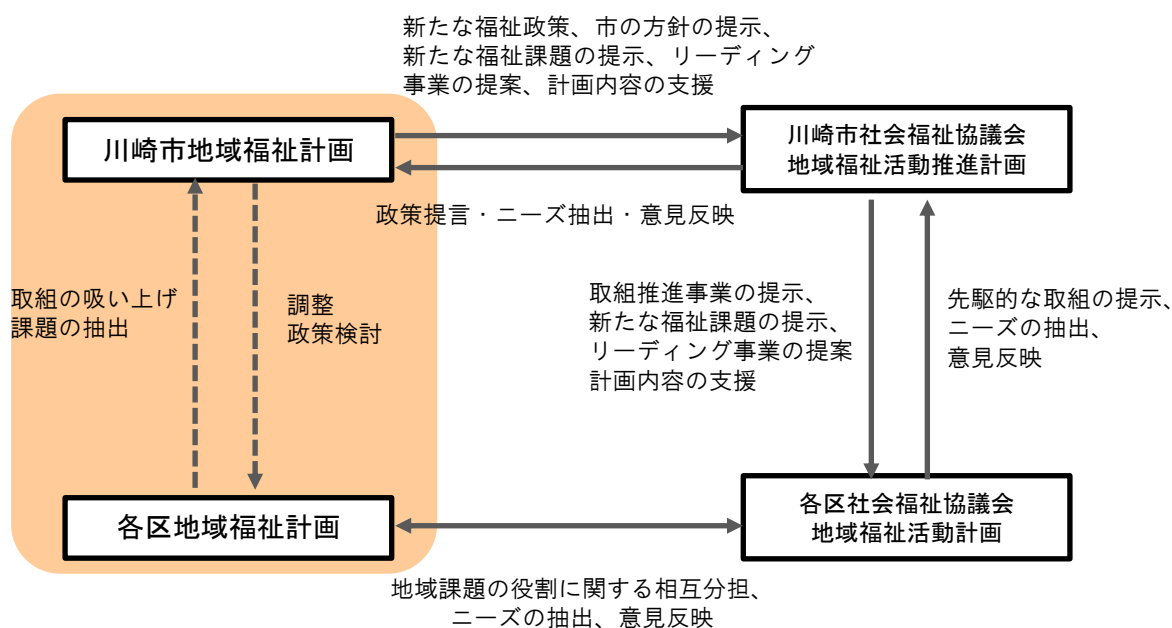 新たな福祉政策、市の方針の提示、
新たな福祉課題の提示、リーディング
事業の提案、計画内容の支援
川崎市地域福祉計画
川崎市社会福祉協議会
地域福祉活動推進計画
政策提言・ニーズ抽出・意見反映
取組の吸い上げ
課題の抽出
調整
政策検討
取組推進事業の提示、
新たな福祉課題の提示、
リーディング事業の提案
計画内容の支援
先駆的な取組の提示、
ニーズの抽出、
意見反映
各区地域福祉計画
各区社会福祉協議会
地域福祉活動計画
地域課題の役割に関する相互分担、
ニーズの抽出、意見反映